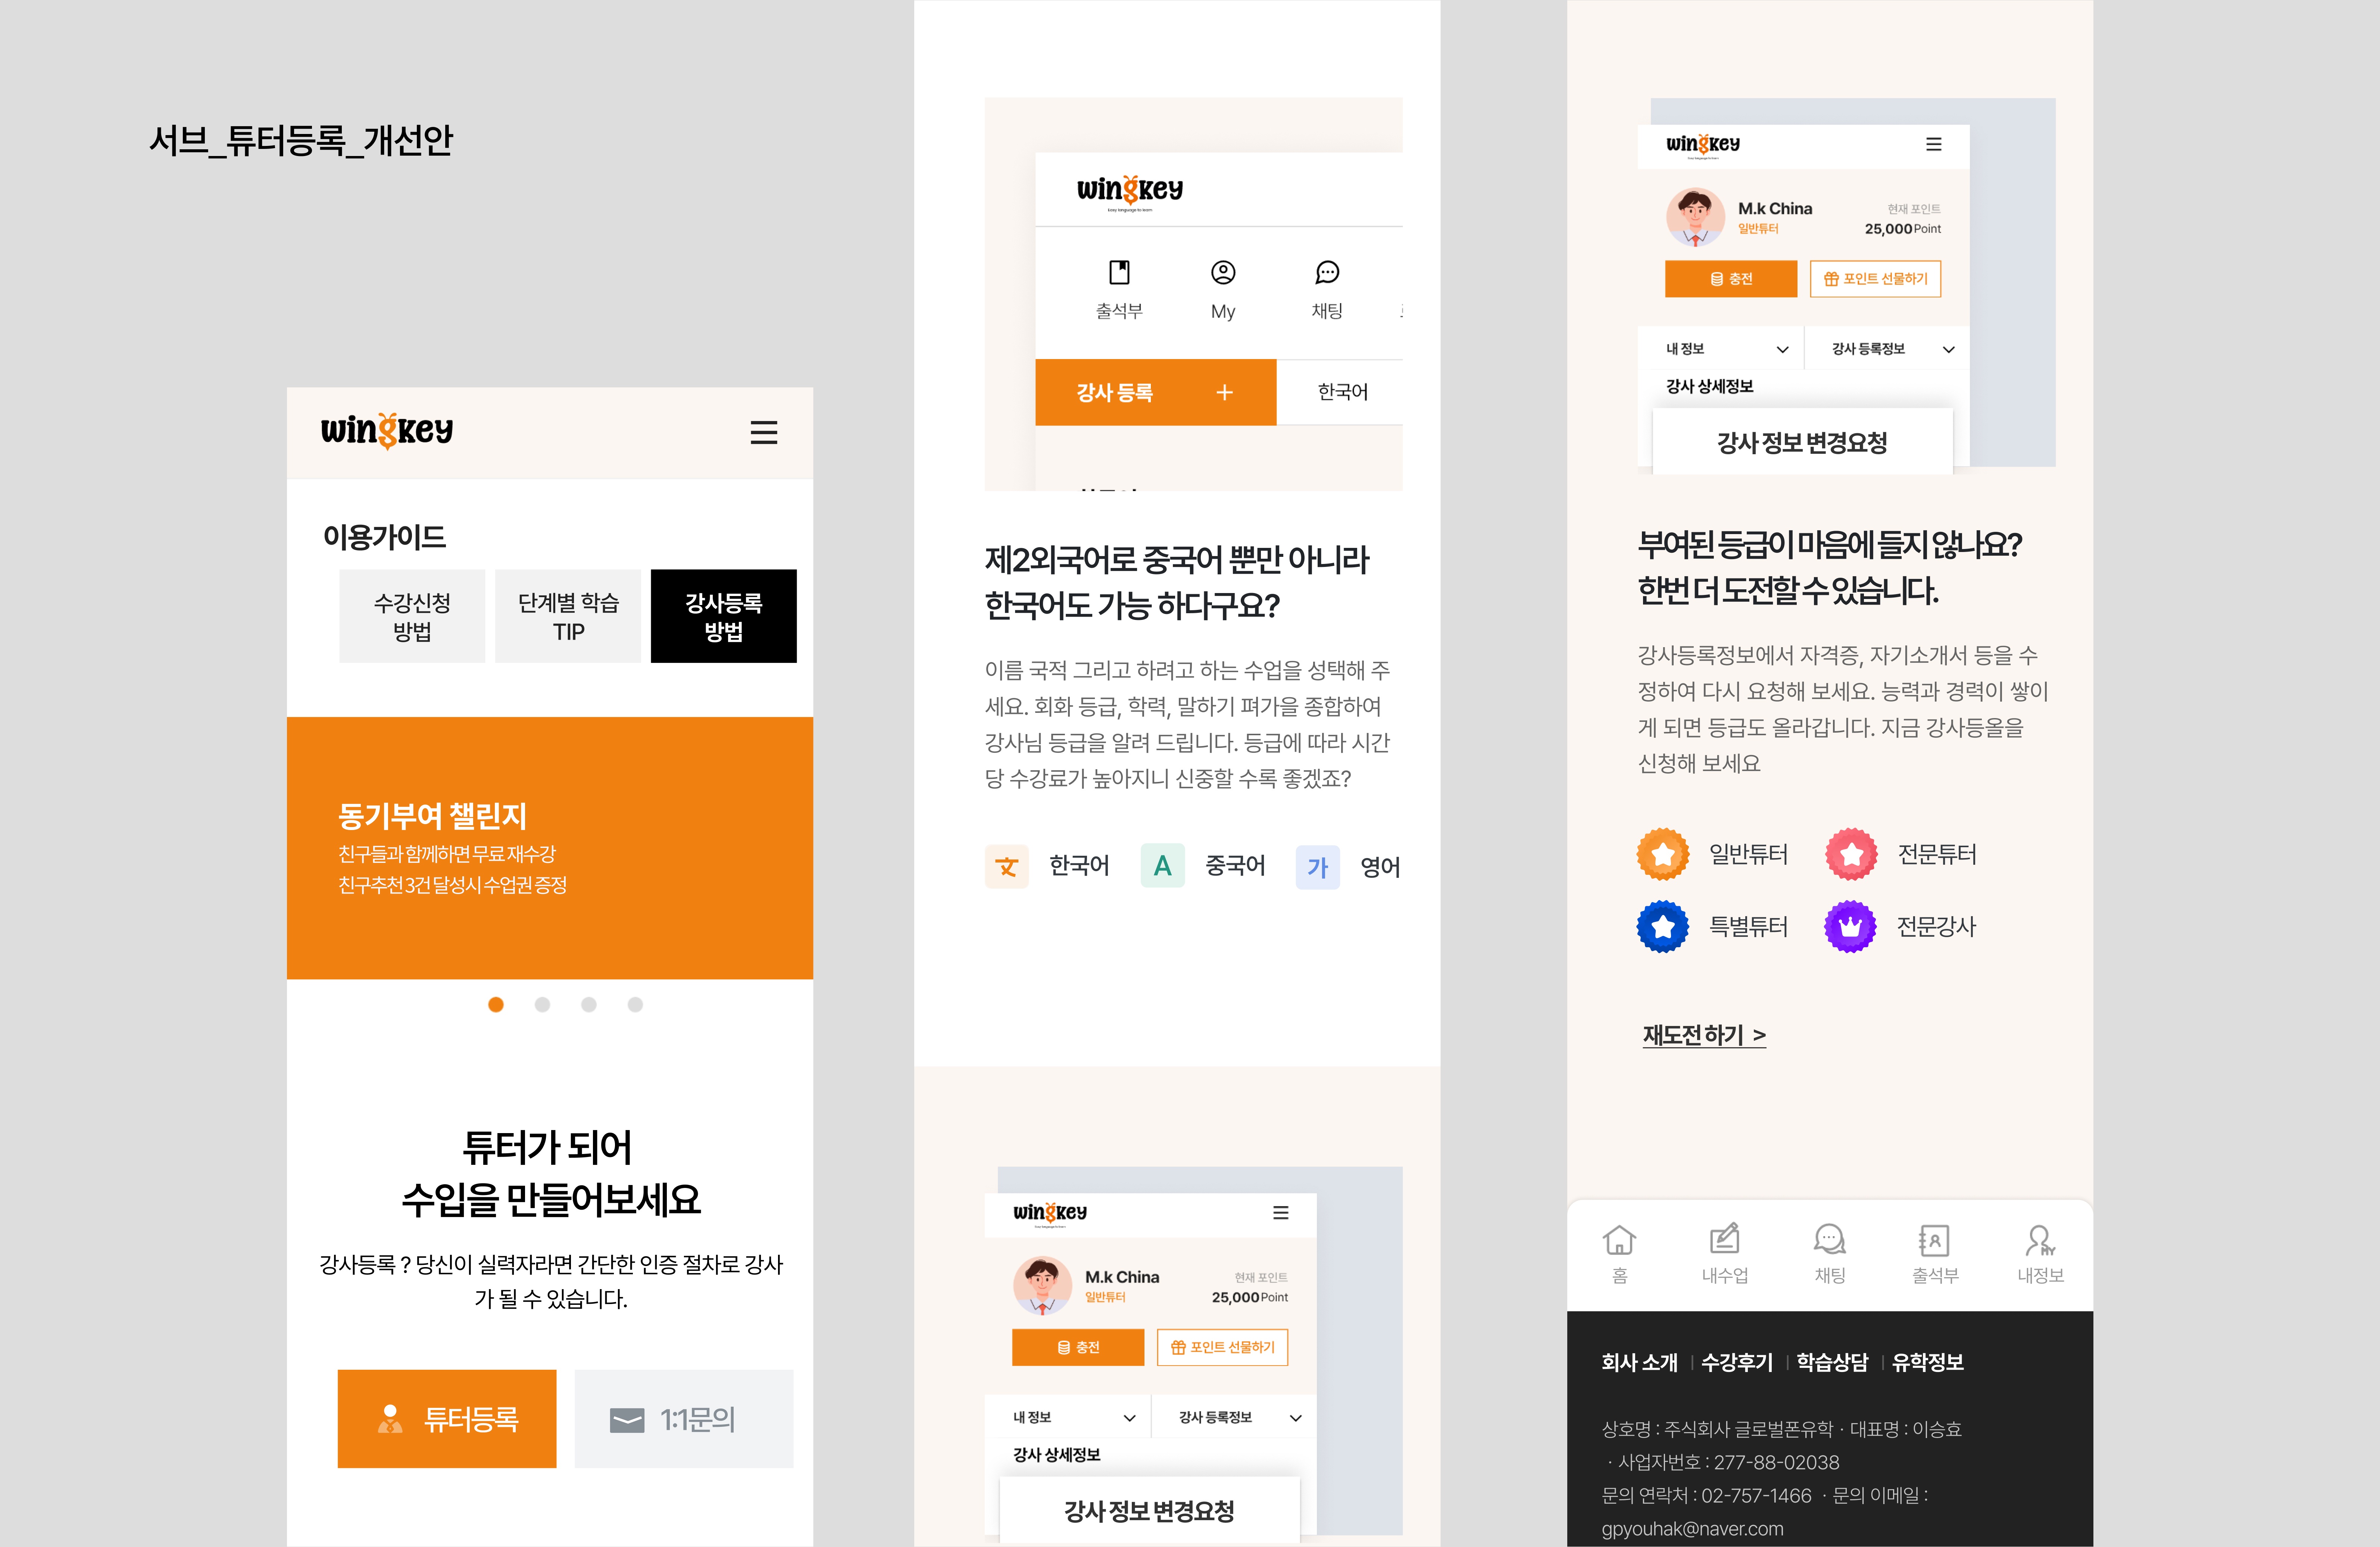 서브_튜터등록_개선안
wingkey
이용가이드
수강신청
방법
단계별 학습
TIP
강사등록
방법
동기부여 챌린지
친구들과 함께하면 무료 재수강
친구추천 3건 달성시 수업권 증정
튜터가 되어
수입을 만들어보세요
강사등록 ? 당신이 실력자라면 간단한 인증 절차로 강사
가 될 수 있습니다.
튜터등록
1:1문의
wingkey
Easy language to learn
출석부
My
채팅
강사 등록 +
한국어
제2외국어로 중국어 뿐만 아니라
한국어도 가능 하다구요?
이름 국적 그리고 하려고 하는 수업을 성택해 주
세요. 회화 등급, 학력, 말하기 펴가을 종합하여
강사님 등급을 알려 드립니다. 등급에 따라 시간
당 수강료가 높아지니 신중할 수록 좋겠죠?
文 한국어
A 중국어
가 영어
wingkey
Easy language to learn
M.k China
일반튜터
현재 포인트
25,000 Point
충전
포인트 선물하기
내 정보
강사 등록정보
강사 상세정보
강사 정보 변경요청
wingkey
Easy language to learn
M.k China
일반튜터
현재 포인트
25,000 Point
충전
포인트 선물하기
내 정보
강사 등록정보
강사 상세정보
강사 정보 변경요청
부여된 등급이 마음에 들지 않나요?
한번 더 도전할 수 있습니다.
강사등록정보에서 자격증, 자기소개서 등을 수
정하여 다시 요청해 보세요. 능력과 경력이 쌓이
게 되면 등급도 올라갑니다. 지금 강사등올을
신청해 보세요
일반튜터
전문튜터
특별튜터
전문강사
재도전 하기 >
홈
내수업
채팅
출석부
MY
내정보
회사 소개 | 수강후기 | 학습상담 | 유학정보
상호명 : 주식회사 글로벌폰유학 · 대표명 : 이승효
· 사업자번호 : 277-88-02038
문의 연락처 : 02-757-1466 · 문의 이메일 :
gpyouhak@naver.com